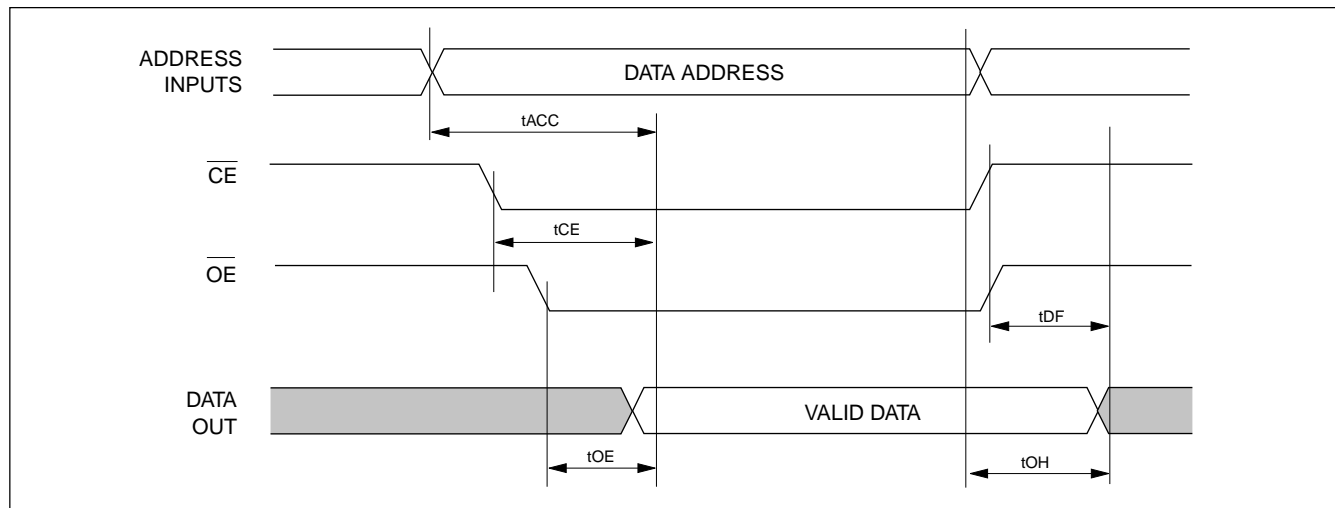 ADDRESS
INPUTS
DATA ADDRESS
tACC
CE
tCE
OE
tDF
DATA
OUT
VALID DATA
tOE
tOH